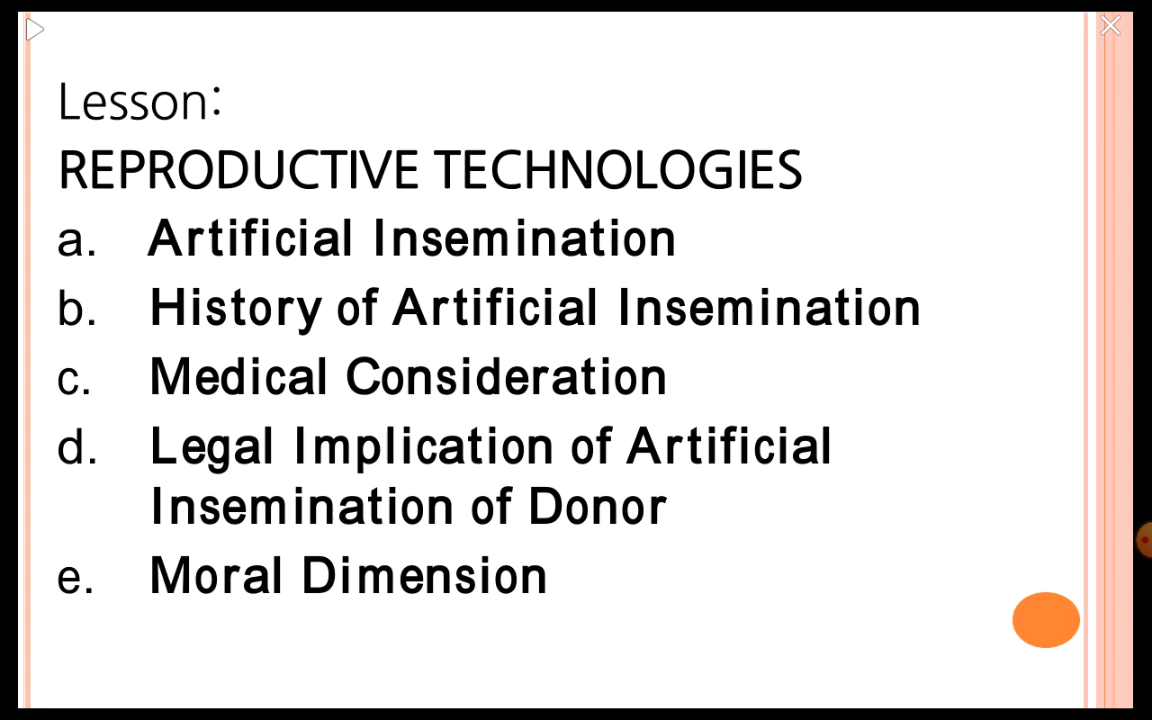 Lesson:
REPRODUCTIVE TECHNOLOGIES
a. Artificial Insemination
b. History of Artificial Insemination
c. Medical Consideration
d. Legal Implication of Artificial
Insemination of Donor
e. Moral Dimension